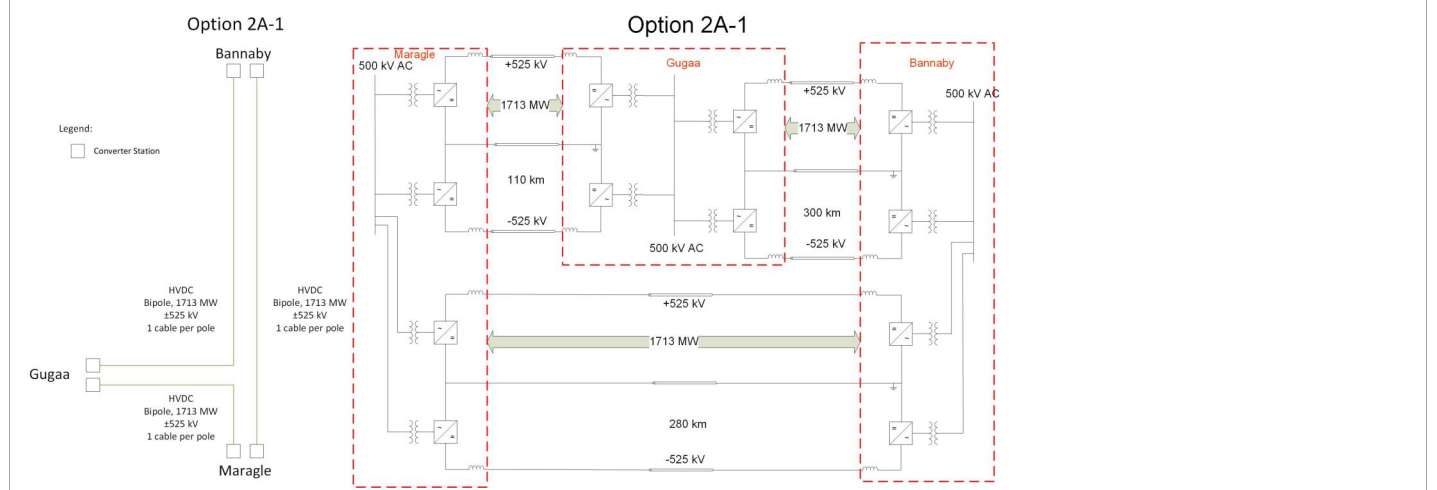 Option 2A-1
Bannaby
Legend:
Converter Station
HVDC
Bipole, 1713 MW
±525 kV
1 cable per pole
HVDC
Bipole, 1713 MW
±525 kV
1 cable per pole
Gugaa
HVDC
Bipole, 1713 MW
±525 kV
1 cable per pole
Maragle
Option 2A-1
Maragle
500 kV AC
+525 kV
Gugaa
Bannaby
+525 kV
500 kV AC
1713 MW
1713 MW
110 km
-525 kV
500 kV AC
300 km
-525 kV
+525 kV
1713 MW
280 km
-525 kV